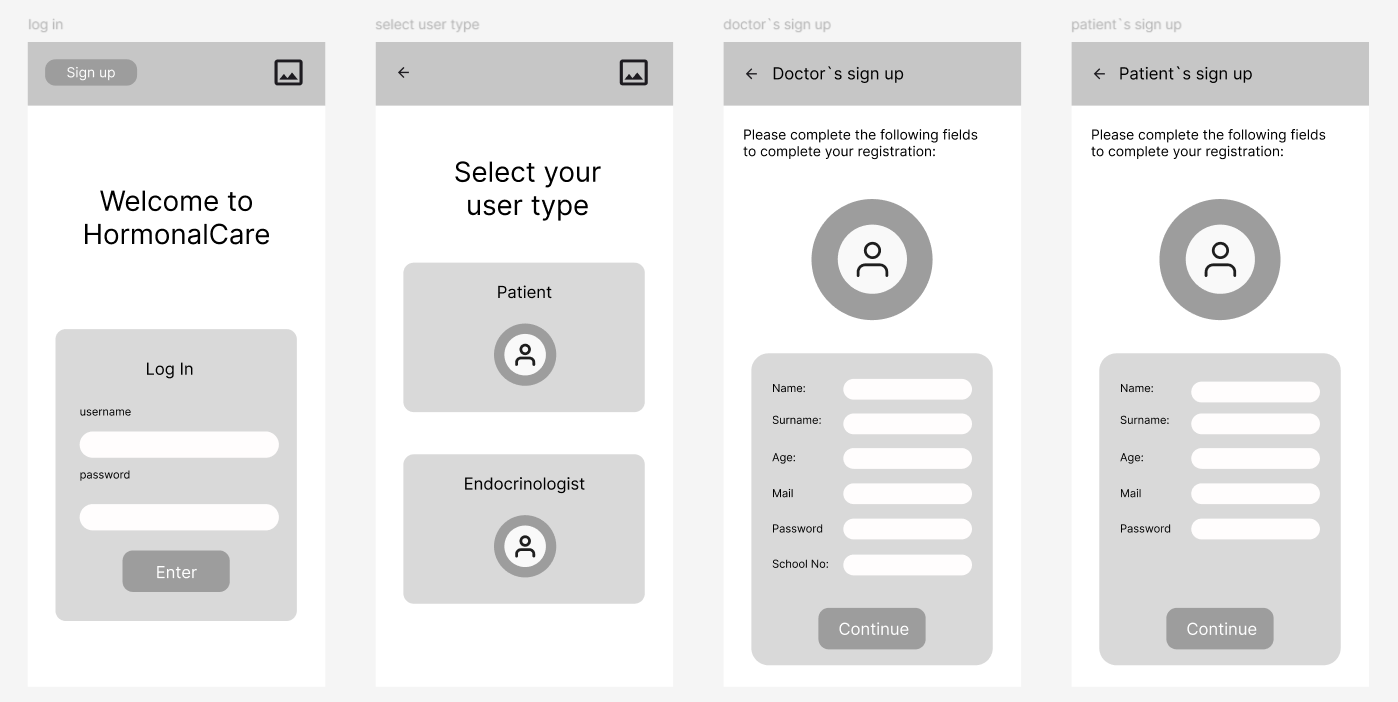 log in
Sign up
Welcome to
HormonalCare
Log In
username
password
Enter
select user type
Select your
user type
Patient
Endocrinologist
doctor`s sign up
Doctor`s sign up
Please complete the following fields
to complete your registration:
Name:
Surname:
Age:
Mail
Password
School No:
Continue
patient`s sign up
Patient`s sign up
Please complete the following fields
to complete your registration:
Name:
Surname:
Age:
Mail
Password
Continue